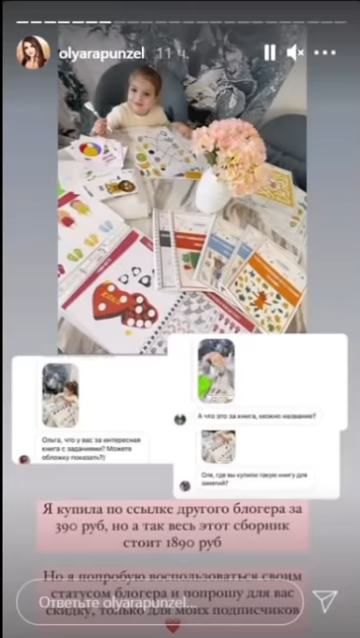 olyarapunzel 11 ч.
А что это за книга, можно название?
Ольга, что у вас за интересная
книга с заданиями? Можете
обложку показать?)
Оля, где вы купили такую книгу для
занятий?
Я купила по ссылке другого блогера за
390 руб, но а так весь этот сборник
стоит 1890 руб
Но я попробую воспользоваться своим
статусом блогера и попрошу для вас
скидку, только для моих подписчиков
Ответьте olyarapunzel...